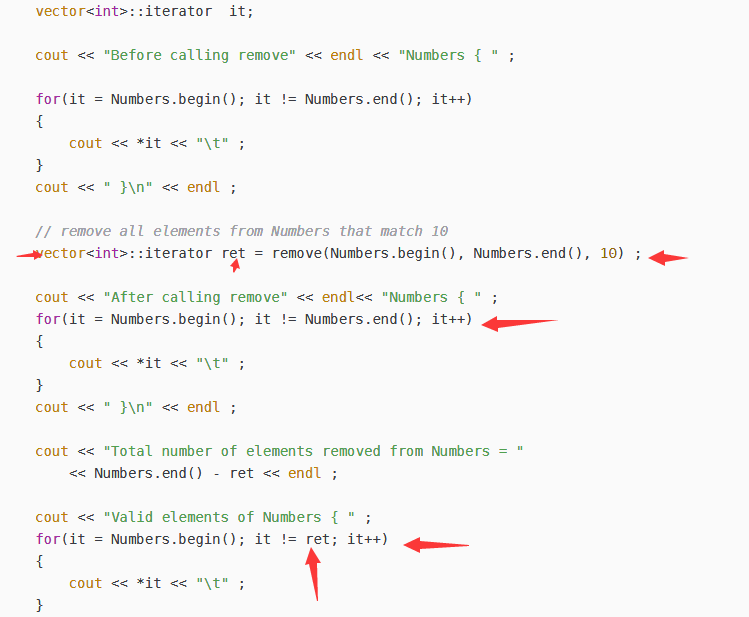 vector<int>::iterator  it;
cout << "Before calling remove" << endl << "Numbers { " ;
for(it = Numbers.begin(); it != Numbers.end(); it++)
{
    cout << *it << "\t" ;
}
cout << " }\n" << endl ;
// remove all elements from Numbers that match 10
vector<int>::iterator ret = remove(Numbers.begin(), Numbers.end(), 10) ;
cout << "After calling remove" << endl<< "Numbers { " ;
for(it = Numbers.begin(); it != Numbers.end(); it++)
{
    cout << *it << "\t" ;
}
cout << " }\n" << endl ;
cout << "Total number of elements removed from Numbers = "
    << Numbers.end() - ret << endl ;
cout << "Valid elements of Numbers { " ;
for(it = Numbers.begin(); it != ret; it++)
{
    cout << *it << "\t" ;
}